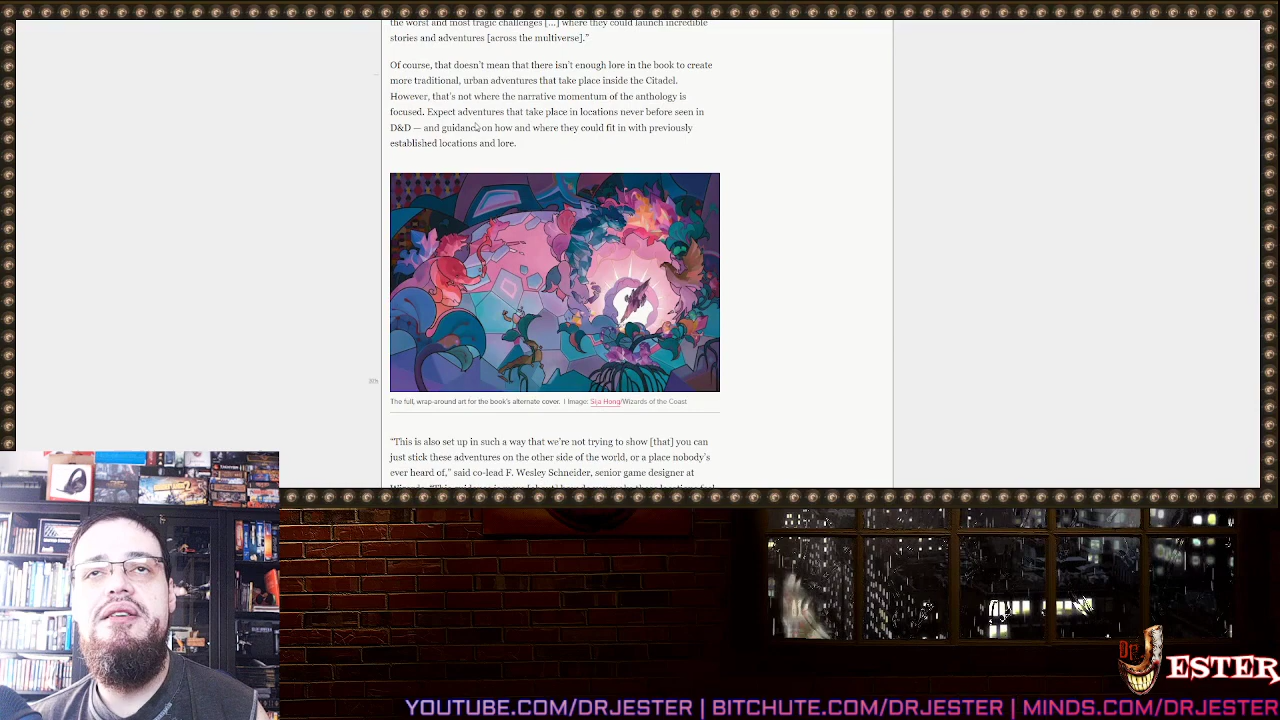 the worst and most tragic challenges [...] where they could launch incredible
stories and adventures [across the multiverse].”
Of course, that doesn’t mean that there isn’t enough lore in the book to create
more traditional, urban adventures that take place inside the Citadel.
However, that’s not where the narrative momentum of the anthology is
focused. Expect adventures that take place in locations never before seen in
D&D — and guidance on how and where they could fit in with previously
established locations and lore.
The full, wrap-around art for the book’s alternate cover. | Image: Sija Hong/Wizards of the Coast
“This is also set up in such a way that we’re not trying to show [that] you can
just stick these adventures on the other side of the world, or a place nobody’s
ever heard of,” said co-lead F. Wesley Schneider, senior game designer at
Dr JESTER
YOUTUBE.COM/DRJESTER | BITCHUTE.COM/DRJESTER | MINDS.COM/DRJESTER